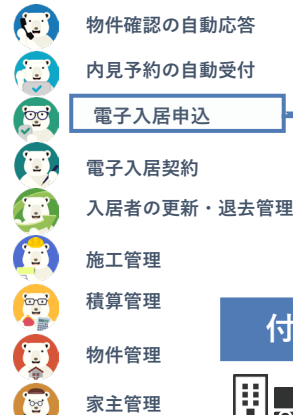 物件確認の自動応答
内見予約の自動受付
電子入居申込
電子入居契約
入居者の更新・退去管理
施工管理
積算管理
付
物件管理
家主管理